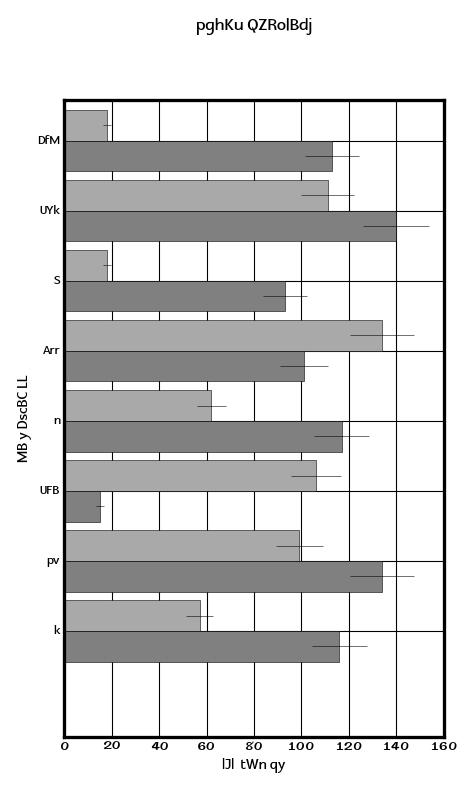 pghKu QZRolBdj
DfM
UYk
S
Arr
n
UFB
pv
k
MB y DscBC LL
0 20 40 60 80 100 120 140 160
tWn qy